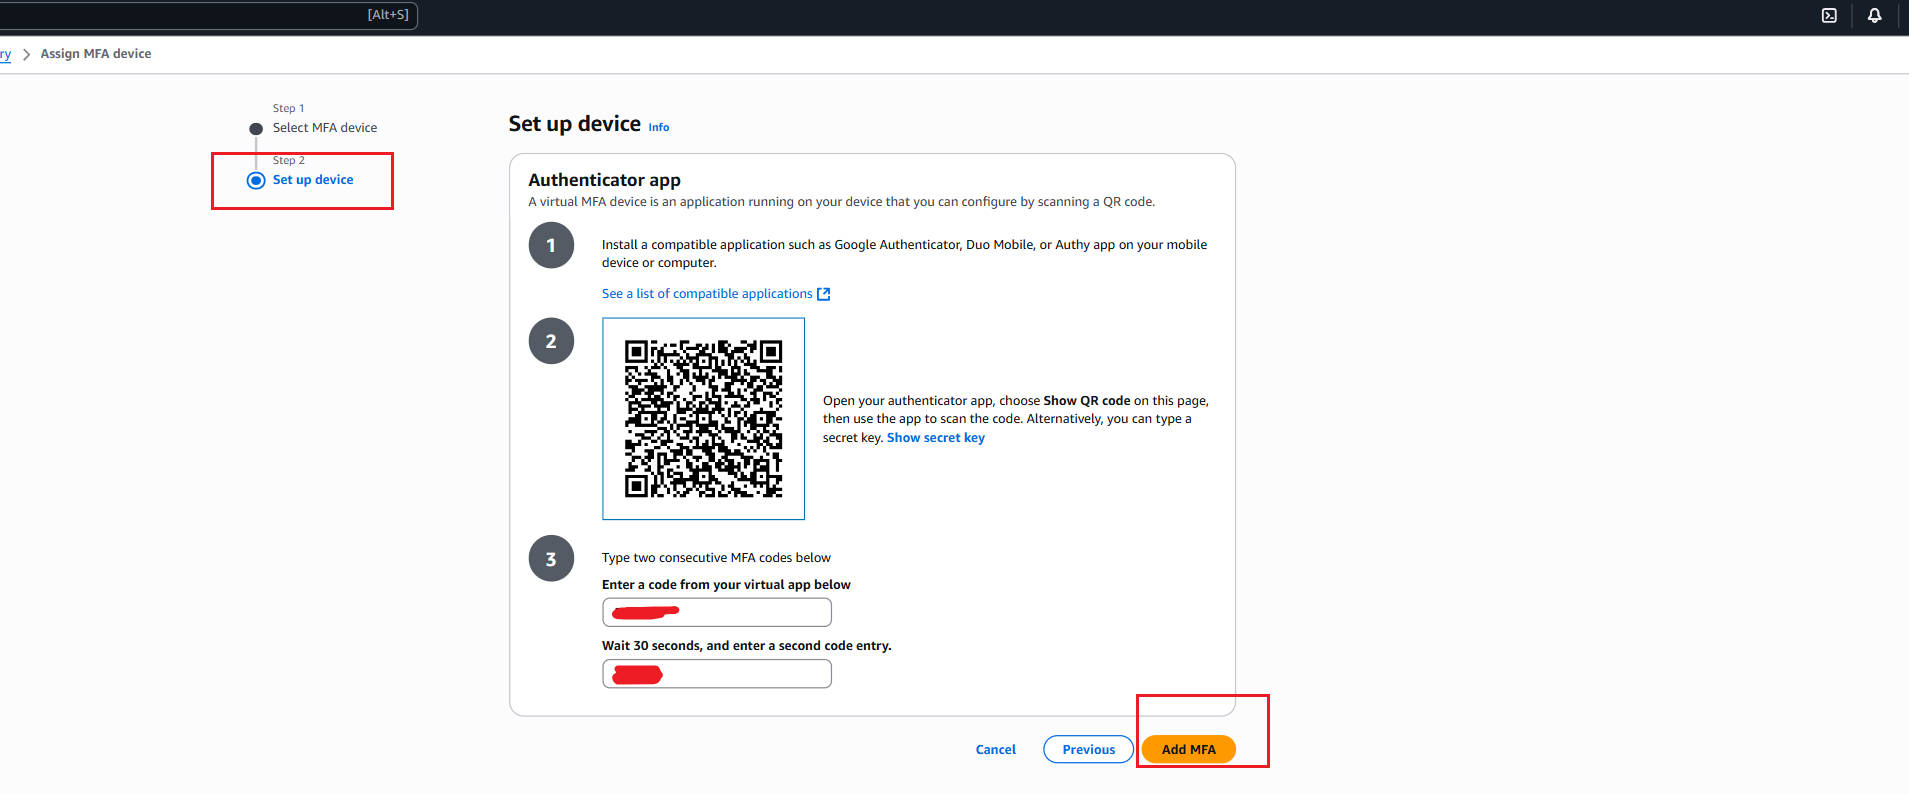 [Alt+S]
ry > Assign MFA device
Step 1
Select MFA device
Step 2
Set up device
Set up device Info
Authenticator app
A virtual MFA device is an application running on your device that you can configure by scanning a QR code.
1
Install a compatible application such as Google Authenticator, Duo Mobile, or Authy app on your mobile
device or computer.
See a list of compatible applications
2
Open your authenticator app, choose Show QR code on this page,
then use the app to scan the code. Alternatively, you can type a
secret key. Show secret key
3
Type two consecutive MFA codes below
Enter a code from your virtual app below
Wait 30 seconds, and enter a second code entry.
Cancel
Previous
Add MFA